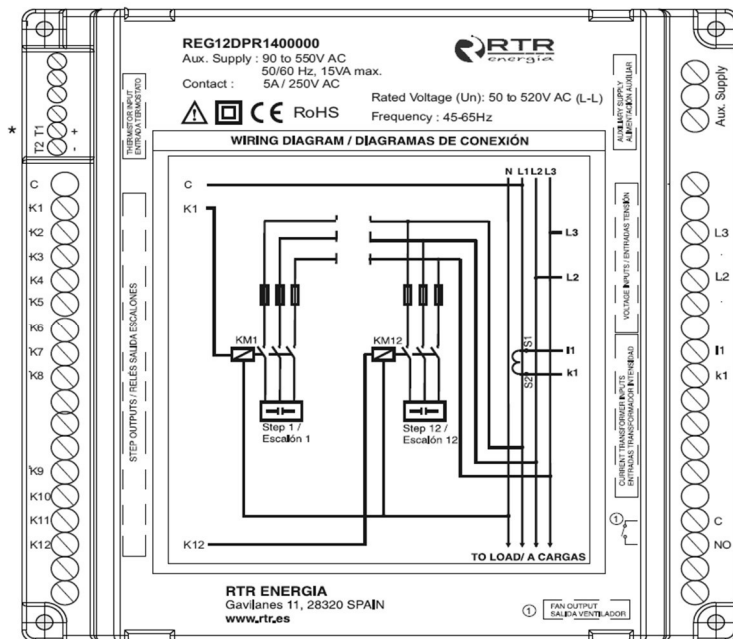 REG12DPR1400000
Aux. Supply : 90 to 550V AC
50/60 Hz, 15VA max.
Contact : 5A / 250V AC
RTR
energía
CE RoHS
Rated Voltage (Un): 50 to 520V AC (L-L)
Frequency : 45-65Hz
WIRING DIAGRAM / DIAGRAMAS DE CONEXIÓN
*
T2 T1
- +
THERMISTOR INPUT
ENTRADA TERMOSTATO
C
K1
K2
K3
K4
K5
K6
K7
K8
K9
K10
K11
K12
STEP OUTPUTS / RELÉS SALIDA ESCALONES
N L1 L2 L3
C
K1
L3
L2
KM1
KM12
S1
S2
I1
k1
Step 1 /
Escalón 1
Step 12 /
Escalón 12
K12
TO LOAD/ A CARGAS
AUXILIARY SUPPLY
ALIMENTACIÓN AUXILIAR
Aux. Supply
VOLTAGE INPUTS / ENTRADAS TENSIÓN
L3
.
L2
.
CURRENT TRANSFORMER INPUTS
ENTRADAS TRANSFORMADOR INTENSIDAD
I1
k1
1
C
NO
RTR ENERGIA
Gavilanes 11, 28320 SPAIN
www.rtr.es
1 FAN OUTPUT
SALIDA VENTILADOR